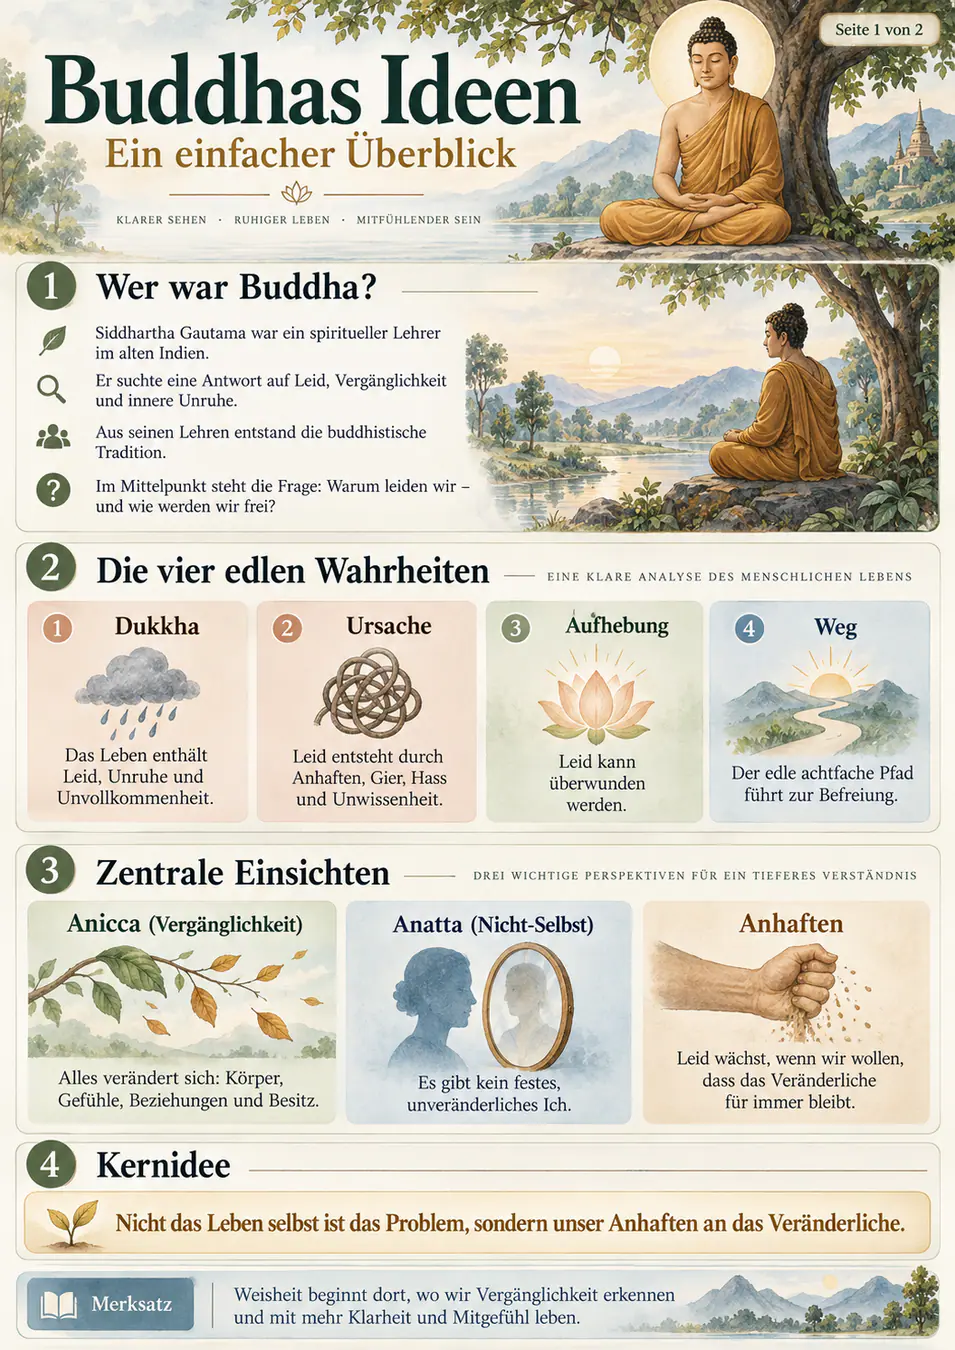 Seite 1 von 2
Buddhas Ideen
Ein einfacher Überblick
KLARER SEHEN · RUHIGER LEBEN · MITFÜHLENDER SEIN
1 Wer war Buddha?
Siddhartha Gautama war ein spiritueller Lehrer
im alten Indien.
Er suchte eine Antwort auf Leid, Vergänglichkeit
und innere Unruhe.
Aus seinen Lehren entstand die buddhistische
Tradition.
?
Im Mittelpunkt steht die Frage: Warum leiden wir –
und wie werden wir frei?
2 Die vier edlen Wahrheiten
EINE KLARE ANALYSE DES MENSCHLICHEN LEBENS
1 Dukkha
Das Leben enthält
Leid, Unruhe und
Unvollkommenheit.
2 Ursache
Leid entsteht durch
Anhaften, Gier, Hass
und Unwissenheit.
3 Aufhebung
Leid kann
überwunden
werden.
4 Weg
Der edle achtfache Pfad
führt zur Befreiung.
3 Zentrale Einsichten
DREI WICHTIGE PERSPEKTIVEN FÜR EIN TIEFERES VERSTÄNDNIS
Anicca (Vergänglichkeit)
Alles verändert sich: Körper,
Gefühle, Beziehungen und Besitz.
Anatta (Nicht-Selbst)
Es gibt kein festes,
unveränderliches Ich.
Anhaften
Leid wächst, wenn wir wollen,
dass das Veränderliche
für immer bleibt.
4 Kernidee
Nicht das Leben selbst ist das Problem, sondern unser Anhaften an das Veränderliche.
Merksatz
Weisheit beginnt dort, wo wir Vergänglichkeit erkennen
und mit mehr Klarheit und Mitgefühl leben.